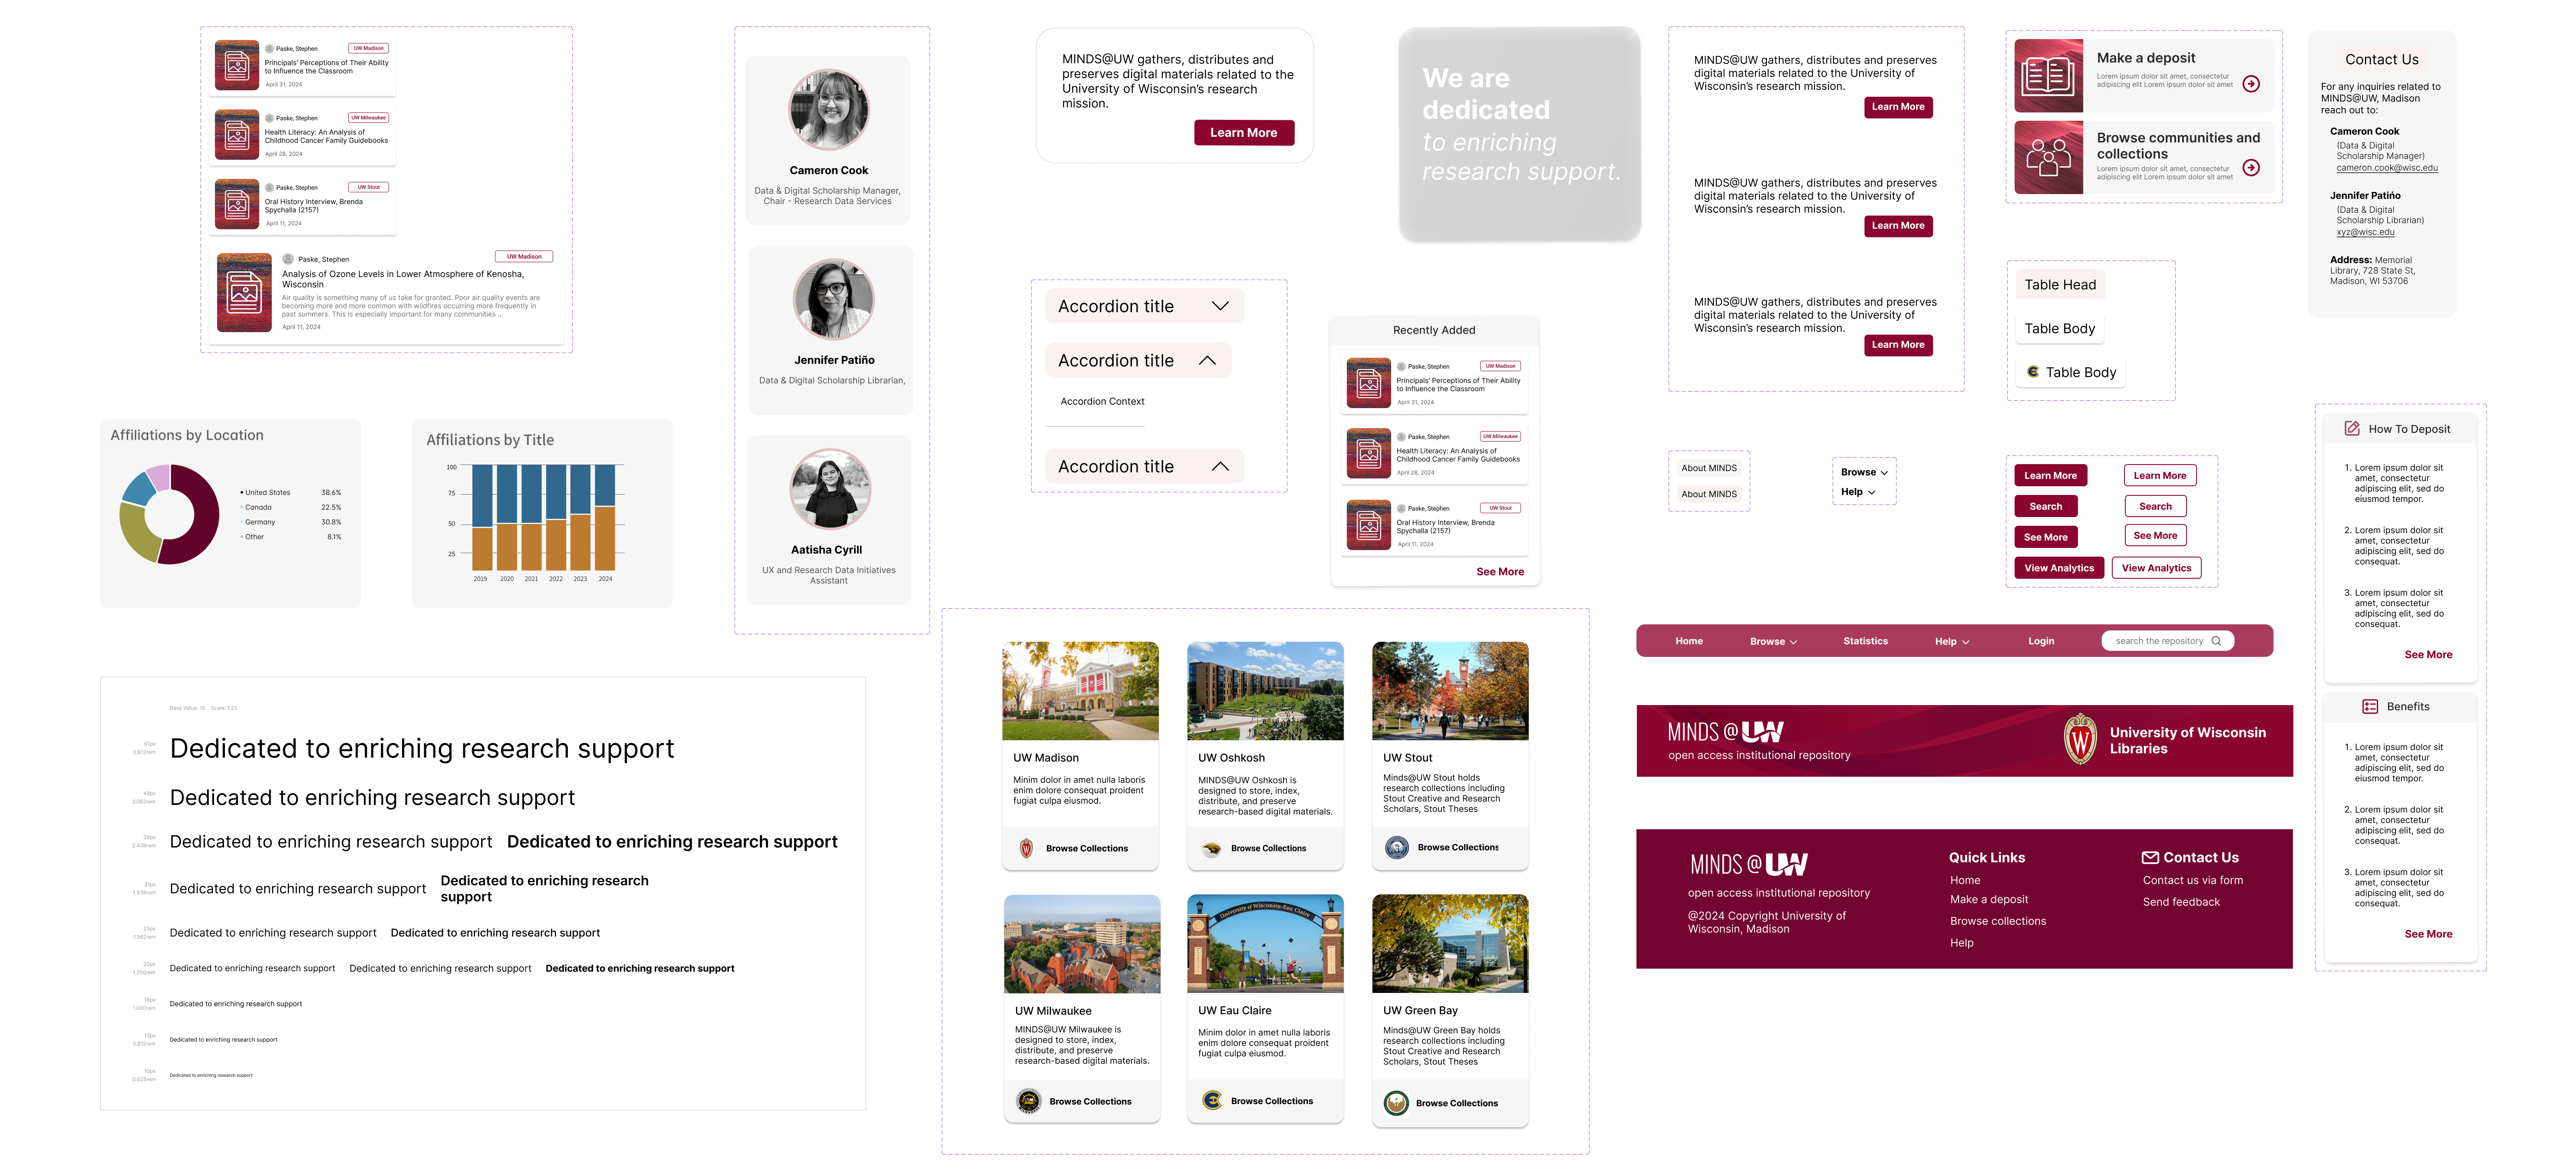 Paske, Stephen
UW Madison
Principals' Perceptions of Their Ability
to Influence the Classroom
April 31, 2024
Paske, Stephen
UW Milwaukee
Health Literacy: An Analysis of
Childhood Cancer Family Guidebooks
April 28, 2024
Paske, Stephen
UW Stout
Oral History Interview, Brenda
Spychalla (2157)
April 11, 2024
Paske, Stephen
UW Madison
Analysis of Ozone Levels in Lower Atmosphere of Kenosha,
Wisconsin
Air quality is something many of us take for granted. Poor air quality events are
becoming more and more common with wildfires occurring more frequently in
past summers. This is especially important for many communities ...
April 11, 2024
Affiliations by Location
United States 38.6%
Canada 22.5%
Germany 30.8%
Other 8.1%
Affiliations by Title
100
75
50
25
2019 2020 2021 2022 2023 2024
Cameron Cook
Data & Digital Scholarship Manager,
Chair - Research Data Services
Jennifer Patiño
Data & Digital Scholarship Librarian,
Aatisha Cyrill
UX and Research Data Initiatives
Assistant
MINDS@UW gathers, distributes and
preserves digital materials related to the
University of Wisconsin's research
mission.
Learn More
We are
dedicated
to enriching
research support.
Accordion title
Accordion title
Accordion Context
Accordion title
Recently Added
Paske, Stephen
UW Madison
Principals' Perceptions of Their Ability
to Influence the Classroom
April 31, 2024
Paske, Stephen
UW Milwaukee
Health Literacy: An Analysis of
Childhood Cancer Family Guidebooks
April 28, 2024
Paske, Stephen
UW Stout
Oral History Interview, Brenda
Spychalla (2157)
April 11, 2024
See More
MINDS@UW gathers, distributes and preserves
digital materials related to the University of
Wisconsin's research mission.
Learn More
MINDS@UW gathers, distributes and preserves
digital materials related to the University of
Wisconsin's research mission.
Learn More
MINDS@UW gathers, distributes and preserves
digital materials related to the University of
Wisconsin's research mission.
Learn More
Make a deposit
Lorem ipsum dolor sit amet, consectetur
adipiscing elit Lorem ipsum dolor sit amet
Browse communities and
collections
Lorem ipsum dolor sit amet, consectetur
adipiscing elit Lorem ipsum dolor sit amet
Contact Us
For any inquiries related to
MINDS@UW, Madison
reach out to:
Cameron Cook
(Data & Digital
Scholarship Manager)
cameron.cook@wisc.edu
Jennifer Patiño
(Data & Digital
Scholarship Librarian)
xyz@wisc.edu
Address: Memorial
Library, 728 State St,
Madison, WI 53706
Table Head
Table Body
Table Body
About MINDS
About MINDS
Browse
Help
Learn More
Learn More
Search
Search
See More
See More
View Analytics
View Analytics
How To Deposit
1. Lorem ipsum dolor sit
amet, consectetur
adipiscing elit, sed do
eiusmod tempor.
2. Lorem ipsum dolor sit
amet, consectetur
adipiscing elit, sed do
consequat.
3. Lorem ipsum dolor sit
amet, consectetur
adipiscing elit, sed do
consequat.
See More
Benefits
1. Lorem ipsum dolor sit
amet, consectetur
adipiscing elit, sed do
eiusmod tempor.
2. Lorem ipsum dolor sit
amet, consectetur
adipiscing elit, sed do
consequat.
3. Lorem ipsum dolor sit
amet, consectetur
adipiscing elit, sed do
consequat.
See More
Home Browse Statistics Help Login search the repository
MINDS @ UW
open access institutional repository
W
University of Wisconsin
Libraries
MINDS @ UW
open access institutional repository
@2024 Copyright University of
Wisconsin, Madison
Quick Links
Home
Make a deposit
Browse collections
Help
Contact Us
Contact us via form
Send feedback
Base Value: 16 Scale: 1.25
61px
3.812rem
Dedicated to enriching research support
49px
3.062rem
Dedicated to enriching research support
39px
2.438rem
Dedicated to enriching research support Dedicated to enriching research support
31px
1.938rem
Dedicated to enriching research support
Dedicated to enriching research
support
25px
1.562rem
Dedicated to enriching research support Dedicated to enriching research support
20px
1.250rem
Dedicated to enriching research support Dedicated to enriching research support Dedicated to enriching research support
16px
1.000rem
Dedicated to enriching research support
13px
0.812rem
Dedicated to enriching research support
10px
0.625rem
Dedicated to enriching research support
UW Madison
Minim dolor in amet nulla laboris
enim dolore consequat proident
fugiat culpa eiusmod.
Browse Collections
UW Oshkosh
MINDS@UW Oshkosh is
designed to store, index,
distribute, and preserve
research-based digital materials.
Browse Collections
UW Stout
Minds@UW Stout holds
research collections including
Stout Creative and Research
Scholars, Stout Theses
Browse Collections
UW Milwaukee
MINDS@UW Milwaukee is
designed to store, index,
distribute, and preserve
research-based digital materials.
Browse Collections
University of Wisconsin-Eau Claire
UW Eau Claire
Minim dolor in amet nulla laboris
enim dolore consequat proident
fugiat culpa eiusmod.
Browse Collections
UW Green Bay
Minds@UW Green Bay holds
research collections including
Stout Creative and Research
Scholars, Stout Theses
Browse Collections